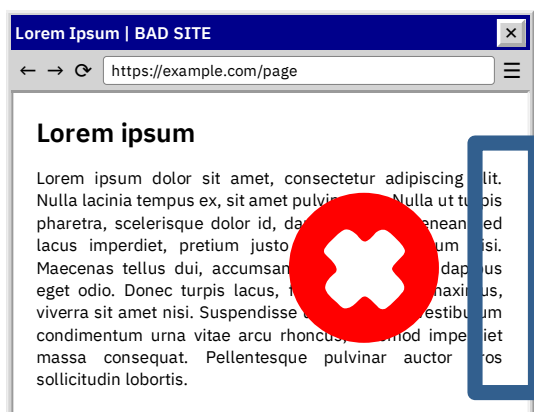 Lorem Ipsum | BAD SITE
https://example.com/page
Lorem ipsum
Lorem ipsum dolor sit amet, consectetur adipiscing
Nulla lacinia tempus ex, sit amet Nulla ut
pharetra, scelerisque dolor id,
lacus imperdiet, pretium justo
Maecenas tellus dui, accumsan
eget odio. Donec turpis lacus,
viverra sit amet nisi. Suspendisse
condimentum urna vitae arcu rhoncus,
massa consequat. Pellentesque pulvinar auctor
sollicitudin lobortis.